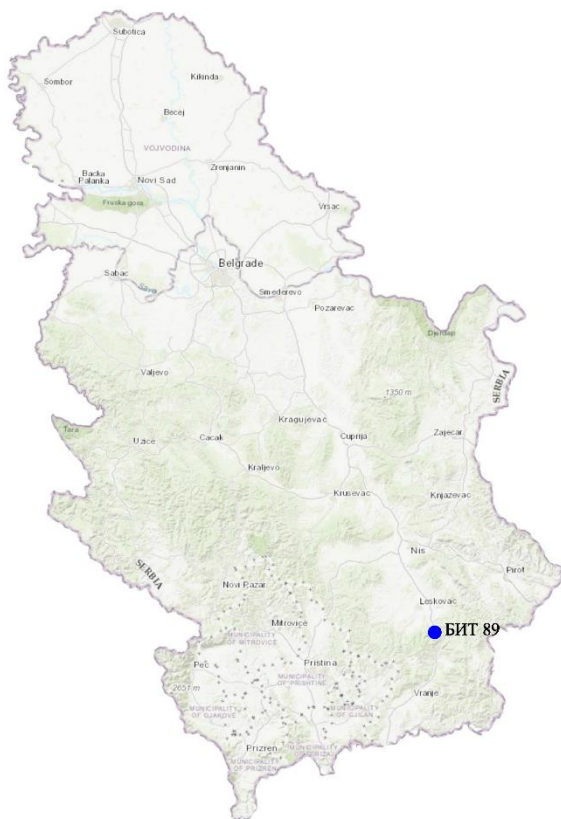 Subotica
Sombor
Kikinda
Becej
VOJVODINA
Zrenjanin
Backa
Palanka
Novi Sad
Fruska gora
Vrsac
Belgrade
Sabac
Sava
Smederevo
Pozarevac
Djerdap
SERBIA
Valjevo
1350 m
Kragujevac
Tara
Uzice
Cacak
Cuprija
Zajecar
Kraljevo
Krusevac
Knjazevac
Nis
SERBIA
Novi Pazar
Pirot
Leskovac
Mitrovice
БИТ 89
MUNICIPALITY
OF MITROVICE
Peć
Pristina
MUNICIPALITY
OF PRISHTINE
2651 m
Vranje
MUNICIPALITY
OF GJAKOVE
MUNICIPALITY
OF GJILAN
Prizren
MUNICIPALITY
OF PRIZREN
MUNICIPALITY